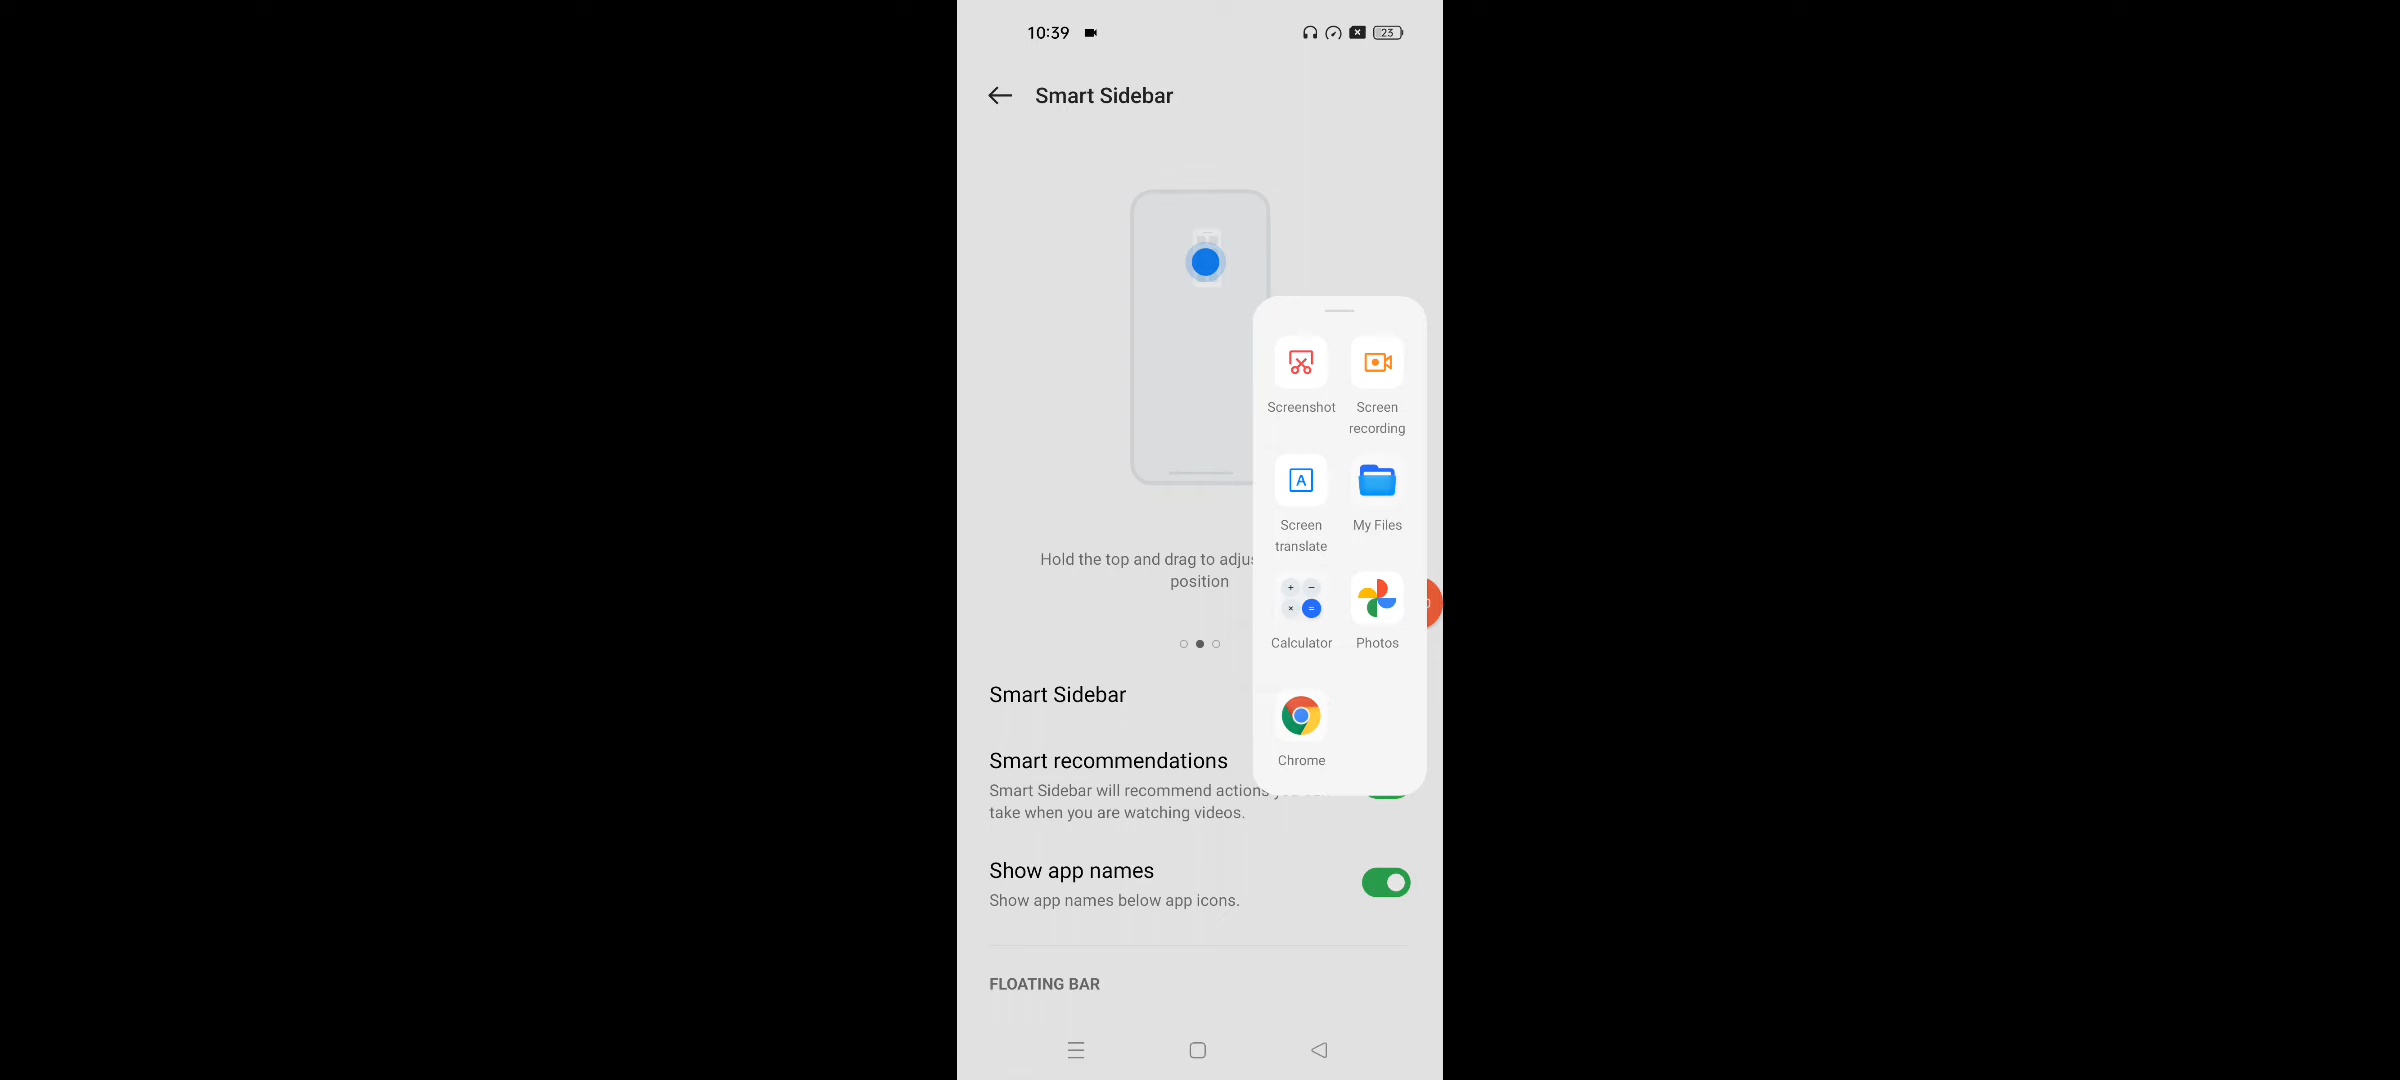 10:39
23
Smart Sidebar
Screenshot
Screen
recording
A
Screen
translate
My Files
Calculator
Photos
Chrome
Hold the top and drag to adjus
position
Smart Sidebar
Smart recommendations
Smart Sidebar will recommend actions
take when you are watching videos.
Show app names
Show app names below app icons.
FLOATING BAR